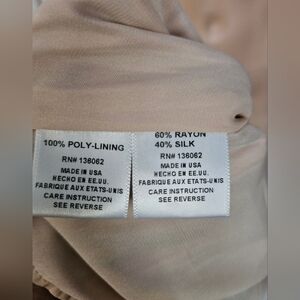 100% POLY-LINING
RN# 136062
MADE IN USA
HECHO EN EE.UU.
FABRIQUE AUX ETATS-UNIS
CARE INSTRUCTION
SEE REVERSE
60% RAYON
40% SILK
RN# 136062
MADE IN USA
HECHO EN EE.UU.
FABRIQUE AUX ETATS-UNIS
CARE INSTRUCTION
SEE REVERSE